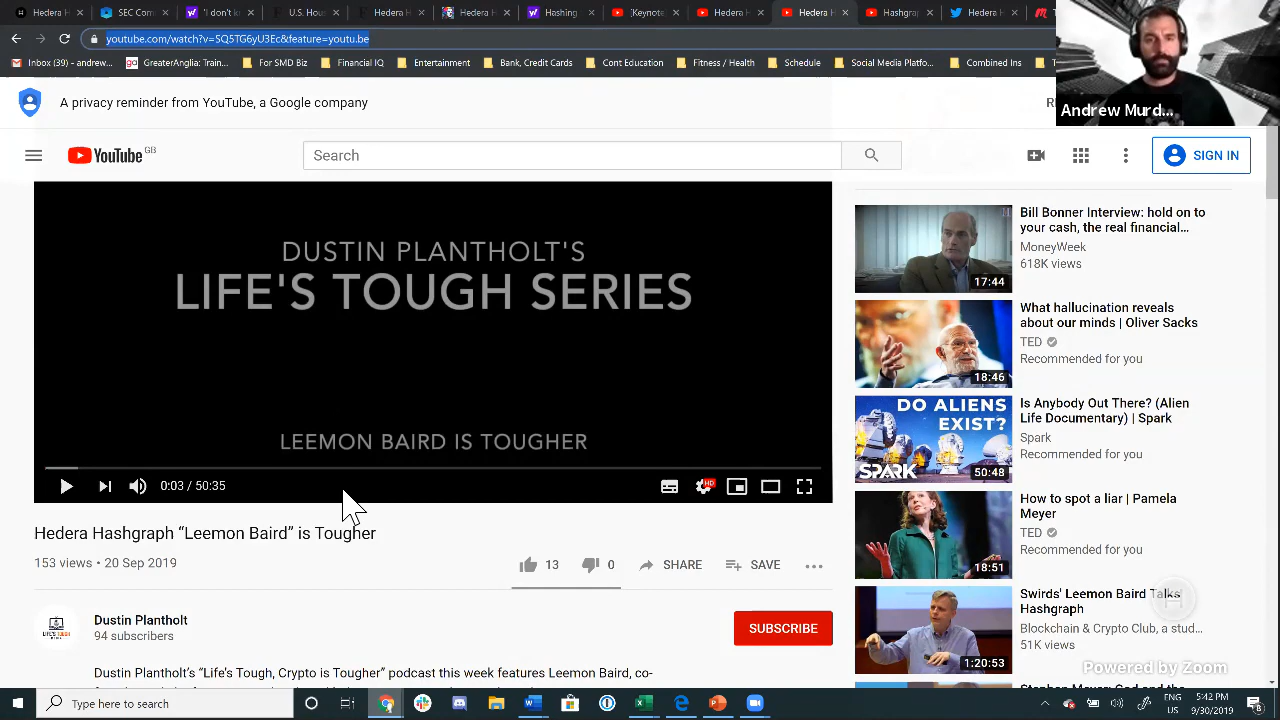 Hedera H
SEC Com
I don't k
U.S. Hou
Hedera H
Hedera H
Hashing
[Keynote
Hedera H
Hedera H
Hashgra
Hedera
youtube.com/watch?v=SQ5TG6yU3Ec&feature=youtu.be
Inbox (39) - andrew...
GreaterAnglia: Train...
For SMD Biz
Entertainment
Bank, Credit Cards
Cont Education
Fitness / Health
Schedule
Social Media Platfo...
Combined Ins
Andrew Murd...
A privacy reminder from YouTube, a Google company
YouTube GB
Search
SIGN IN
DUSTIN PLANTHOLT'S
LIFE'S TOUGH SERIES
LEEMON BAIRD IS TOUGHER
0:03 / 50:35
HD
Hedera Hashgraph “Leemon Baird” is Tougher
153 views • 20 Sep 2019
13
0
SHARE
SAVE
Dustin Plantholt
94 subscribers
SUBSCRIBE
Dustin Plantholt’s “Life’s Tough, Crypto is Tougher” podcast this week features Leemon Baird, co-
Bill Bonner Interview: hold on to
your cash, the real financial...
MoneyWeek
618K views
17:44
What hallucination reveals
about our minds | Oliver Sacks
TED
Recommended for you
18:46
DO ALIENS
EXIST?
SPARK
50:48
Is Anybody Out There? (Alien
Life Documentary) | Spark
Spark
Recommended for you
How to spot a liar | Pamela
Meyer
TED
Recommended for you
18:51
Swirds' Leemon Baird Talks
Hashgraph
Blockchain & Crypto Club, a stud...
51K views
1:20:53
Powered by Zoom
Type here to search
ENG
US
5:42 PM
9/30/2019